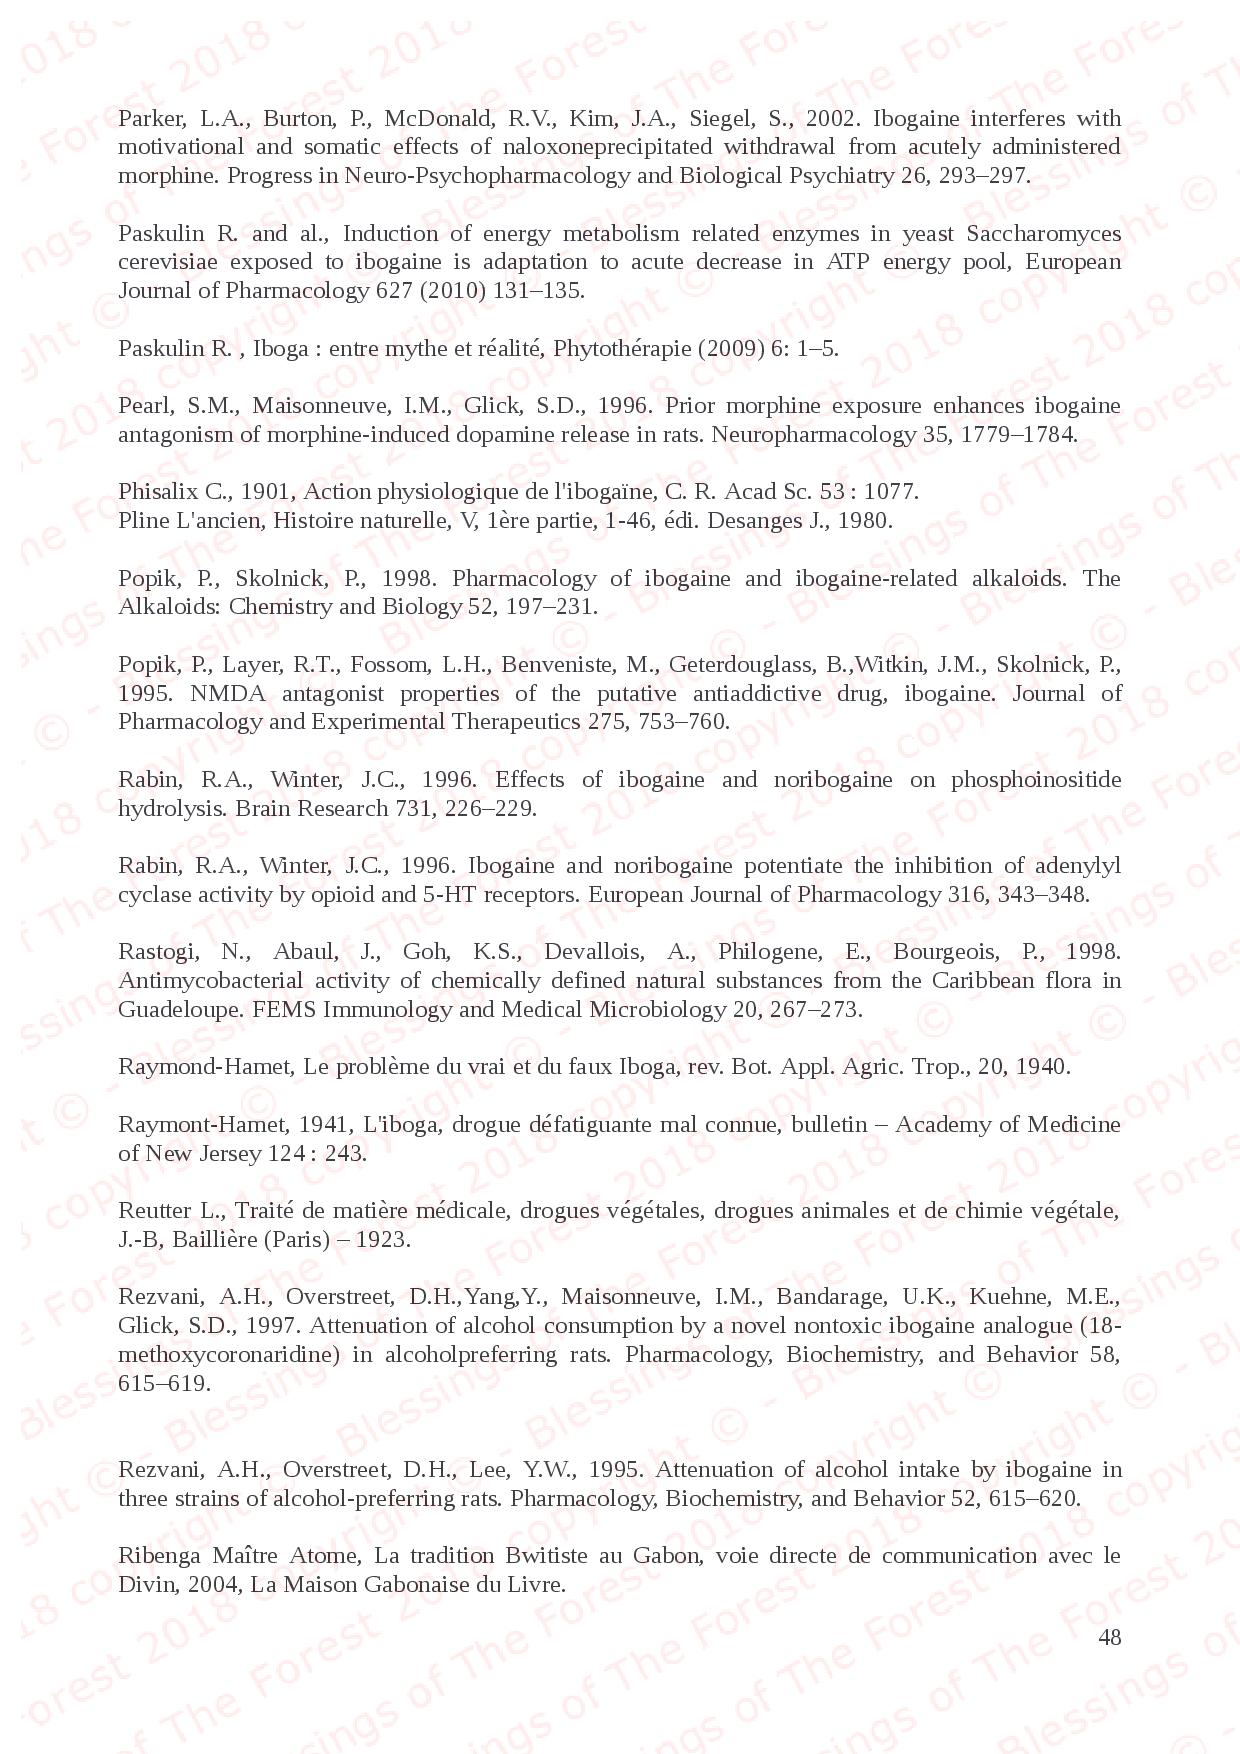 Parker, L.A., Burton, P., McDonald, R.V., Kim, J.A., Siegel, S., 2002. Ibogaine interferes with
motivational and somatic effects of naloxoneprecipitated withdrawal from acutely administered
morphine. Progress in Neuro-Psychopharmacology and Biological Psychiatry 26, 293–297.
Paskulin R. and al., Induction of energy metabolism related enzymes in yeast Saccharomyces
cerevisiae exposed to ibogaine is adaptation to acute decrease in ATP energy pool, European
Journal of Pharmacology 627 (2010) 131–135.
Paskulin R. , Iboga : entre mythe et réalité, Phytothérapie (2009) 6: 1–5.
Pearl, S.M., Maisonneuve, I.M., Glick, S.D., 1996. Prior morphine exposure enhances ibogaine
antagonism of morphine-induced dopamine release in rats. Neuropharmacology 35, 1779–1784.
Phisalix C., 1901, Action physiologique de l'ibogaïne, C. R. Acad Sc. 53 : 1077.
Pline L'ancien, Histoire naturelle, V, 1ère partie, 1-46, édi. Desanges J., 1980.
Popik, P., Skolnick, P., 1998. Pharmacology of ibogaine and ibogaine-related alkaloids. The
Alkaloids: Chemistry and Biology 52, 197–231.
Popik, P., Layer, R.T., Fossom, L.H., Benveniste, M., Geterdouglass, B.,Witkin, J.M., Skolnick, P.,
1995. NMDA antagonist properties of the putative antiaddictive drug, ibogaine. Journal of
Pharmacology and Experimental Therapeutics 275, 753–760.
Rabin, R.A., Winter, J.C., 1996. Effects of ibogaine and noribogaine on phosphoinositide
hydrolysis. Brain Research 731, 226–229.
Rabin, R.A., Winter, J.C., 1996. Ibogaine and noribogaine potentiate the inhibition of adenylyl
cyclase activity by opioid and 5-HT receptors. European Journal of Pharmacology 316, 343–348.
Rastogi, N., Abaul, J., Goh, K.S., Devallois, A., Philogene, E., Bourgeois, P., 1998.
Antimycobacterial activity of chemically defined natural substances from the Caribbean flora in
Guadeloupe. FEMS Immunology and Medical Microbiology 20, 267–273.
Raymond-Hamet, Le problème du vrai et du faux Iboga, rev. Bot. Appl. Agric. Trop., 20, 1940.
Raymont-Hamet, 1941, L'iboga, drogue défatiguante mal connue, bulletin – Academy of Medicine
of New Jersey 124 : 243.
Reutter L., Traité de matière médicale, drogues végétales, drogues animales et de chimie végétale,
J.-B, Baillière (Paris) – 1923.
Rezvani, A.H., Overstreet, D.H.,Yang,Y., Maisonneuve, I.M., Bandarage, U.K., Kuehne, M.E.,
Glick, S.D., 1997. Attenuation of alcohol consumption by a novel nontoxic ibogaine analogue (18-
methoxycoronaridine) in alcoholpreferring rats. Pharmacology, Biochemistry, and Behavior 58,
615–619.
Rezvani, A.H., Overstreet, D.H., Lee, Y.W., 1995. Attenuation of alcohol intake by ibogaine in
three strains of alcohol-preferring rats. Pharmacology, Biochemistry, and Behavior 52, 615–620.
Ribenga Maître Atome, La tradition Bwitiste au Gabon, voie directe de communication avec le
Divin, 2004, La Maison Gabonaise du Livre.
48